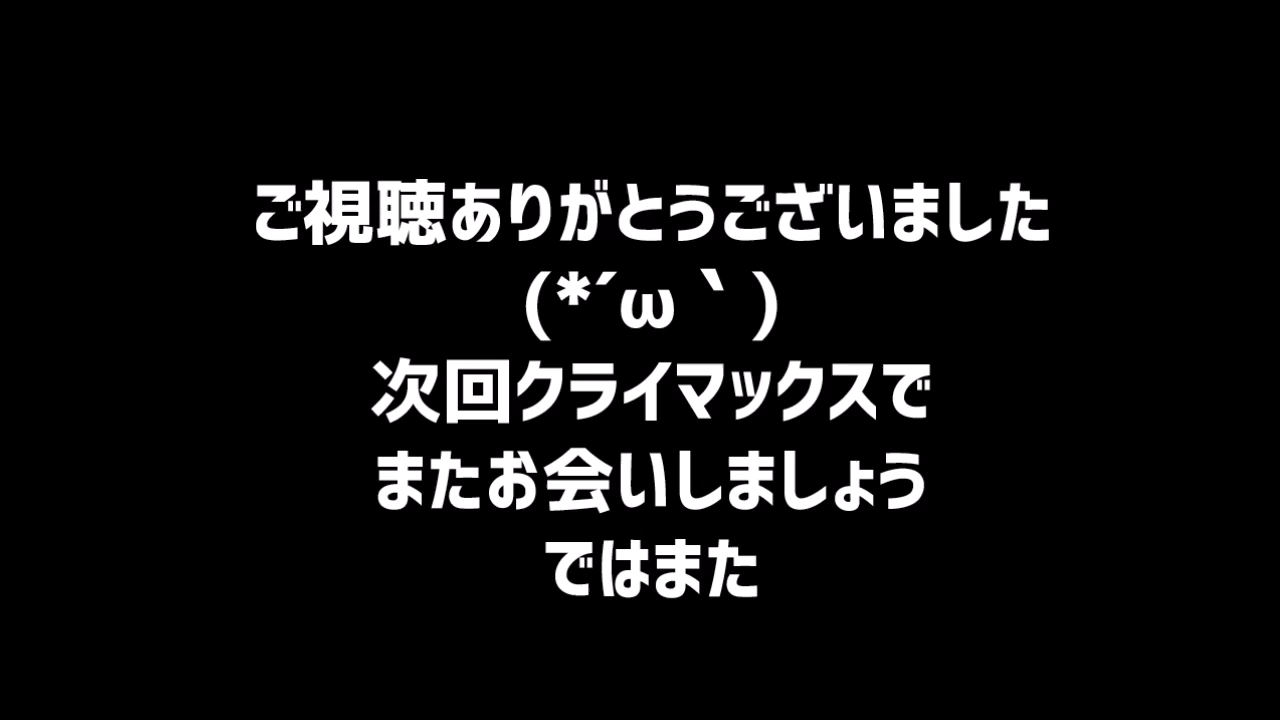 ご視聴ありがとうございました
(*´ω｀)
次回クライマックスで
またお会いしましょう
ではまた